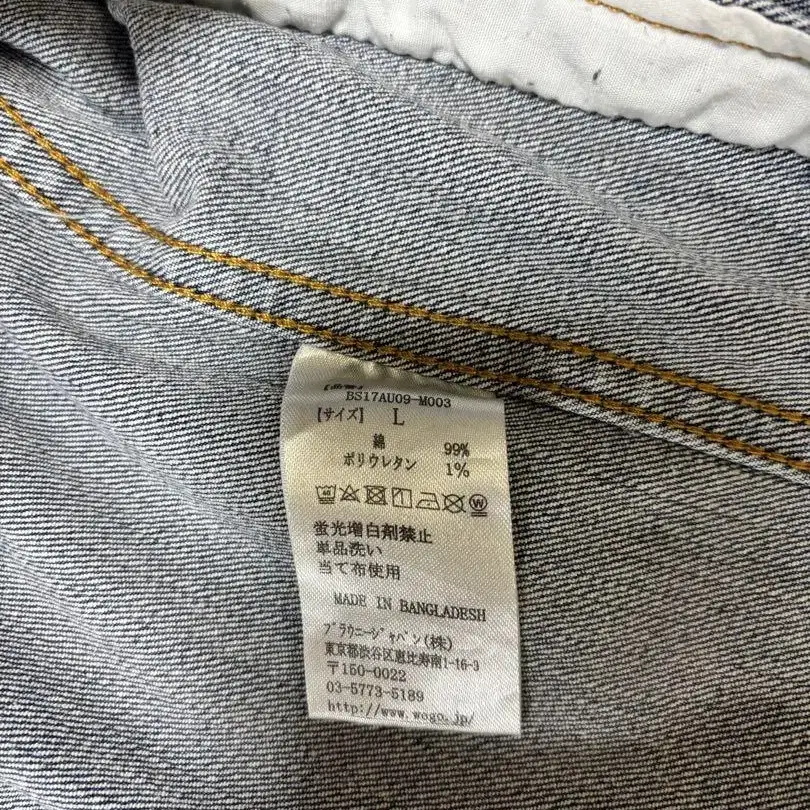 BS17AU09-M003
【サイズ】 L
綿 99%
ポリウレタン 1%
蛍光増白剤禁止
単品洗い
当て布使用
MADE IN BANGLADESH
ブラウニージャパン(株)
東京都渋谷区恵比寿南1-16-9
〒150-0022
03-5773-5189
http://www.wego.jp/